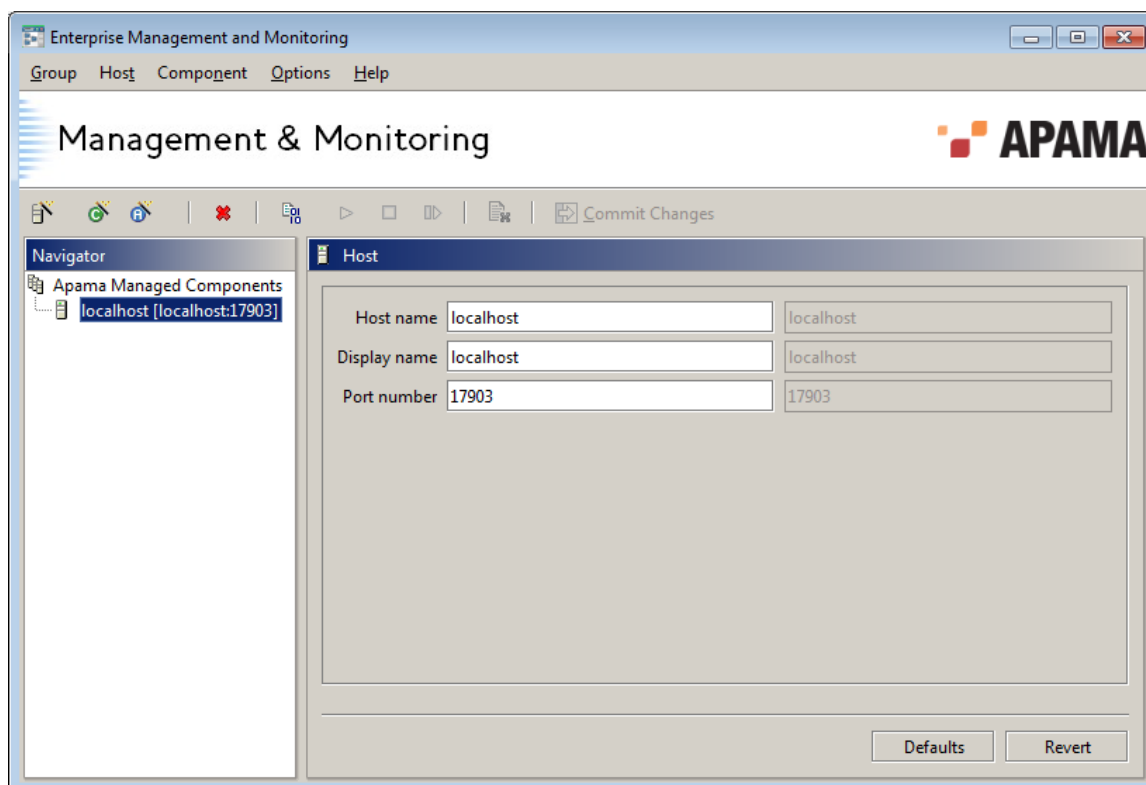 Enterprise Management and Monitoring
Group Host Component Options Help
Management & Monitoring
APAMA
Commit Changes
Navigator
Host
Apama Managed Components
localhost [localhost:17903]
Host name localhost localhost
Display name localhost localhost
Port number 17903 17903
Defaults Revert